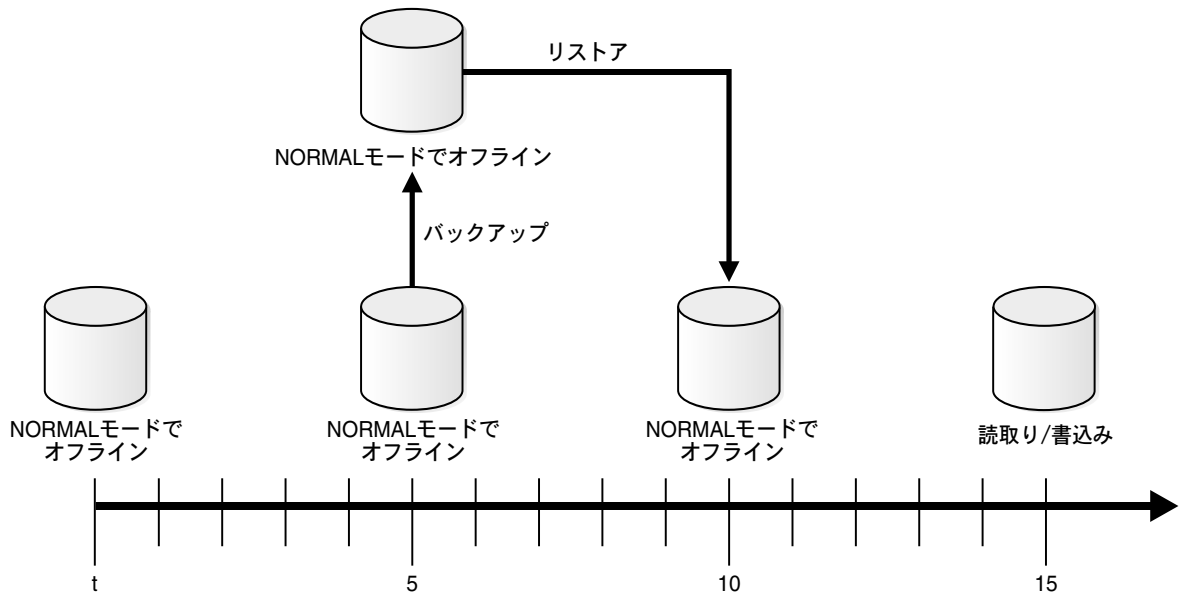 リストア
NORMALモードでオフライン
バックアップ
NORMALモードで
オフライン
NORMALモードで
オフライン
NORMALモードで
オフライン
読取り/書込み
t
5
10
15